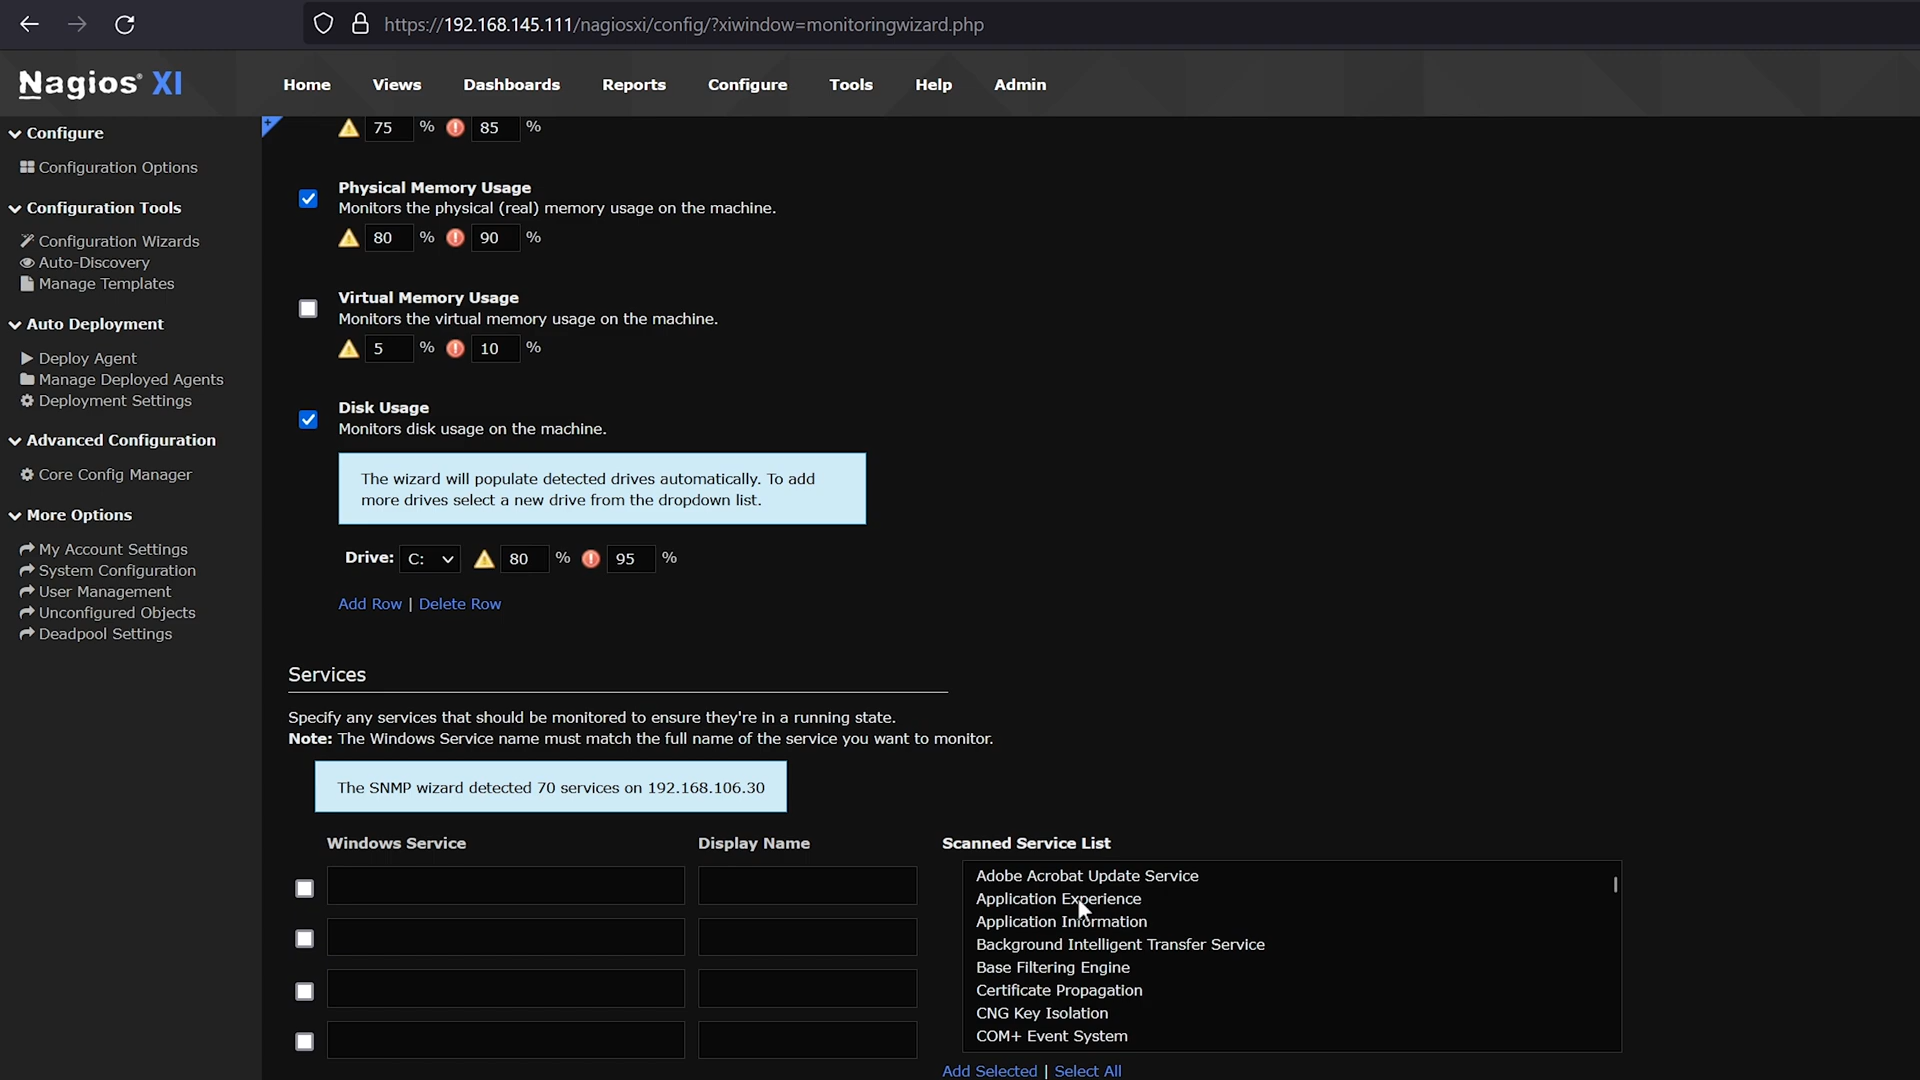 https://192.168.145.111/nagiosxi/config/?xiwindow=monitoringwizard.php
Nagios® XI
Home Views Dashboards Reports Configure Tools Help Admin
Configure
Configuration Options
Configuration Tools
Configuration Wizards
Auto-Discovery
Manage Templates
Auto Deployment
Deploy Agent
Manage Deployed Agents
Deployment Settings
Advanced Configuration
Core Config Manager
More Options
My Account Settings
System Configuration
User Management
Unconfigured Objects
Deadpool Settings
75 % 85 %
Physical Memory Usage
Monitors the physical (real) memory usage on the machine.
80 % 90 %
Virtual Memory Usage
Monitors the virtual memory usage on the machine.
5 % 10 %
Disk Usage
Monitors disk usage on the machine.
The wizard will populate detected drives automatically. To add
more drives select a new drive from the dropdown list.
Drive: C: 80 % 95 %
Add Row | Delete Row
Services
Specify any services that should be monitored to ensure they're in a running state.
Note: The Windows Service name must match the full name of the service you want to monitor.
The SNMP wizard detected 70 services on 192.168.106.30
Windows Service Display Name Scanned Service List
Adobe Acrobat Update Service
Application Experience
Application Information
Background Intelligent Transfer Service
Base Filtering Engine
Certificate Propagation
CNG Key Isolation
COM+ Event System
Add Selected | Select All